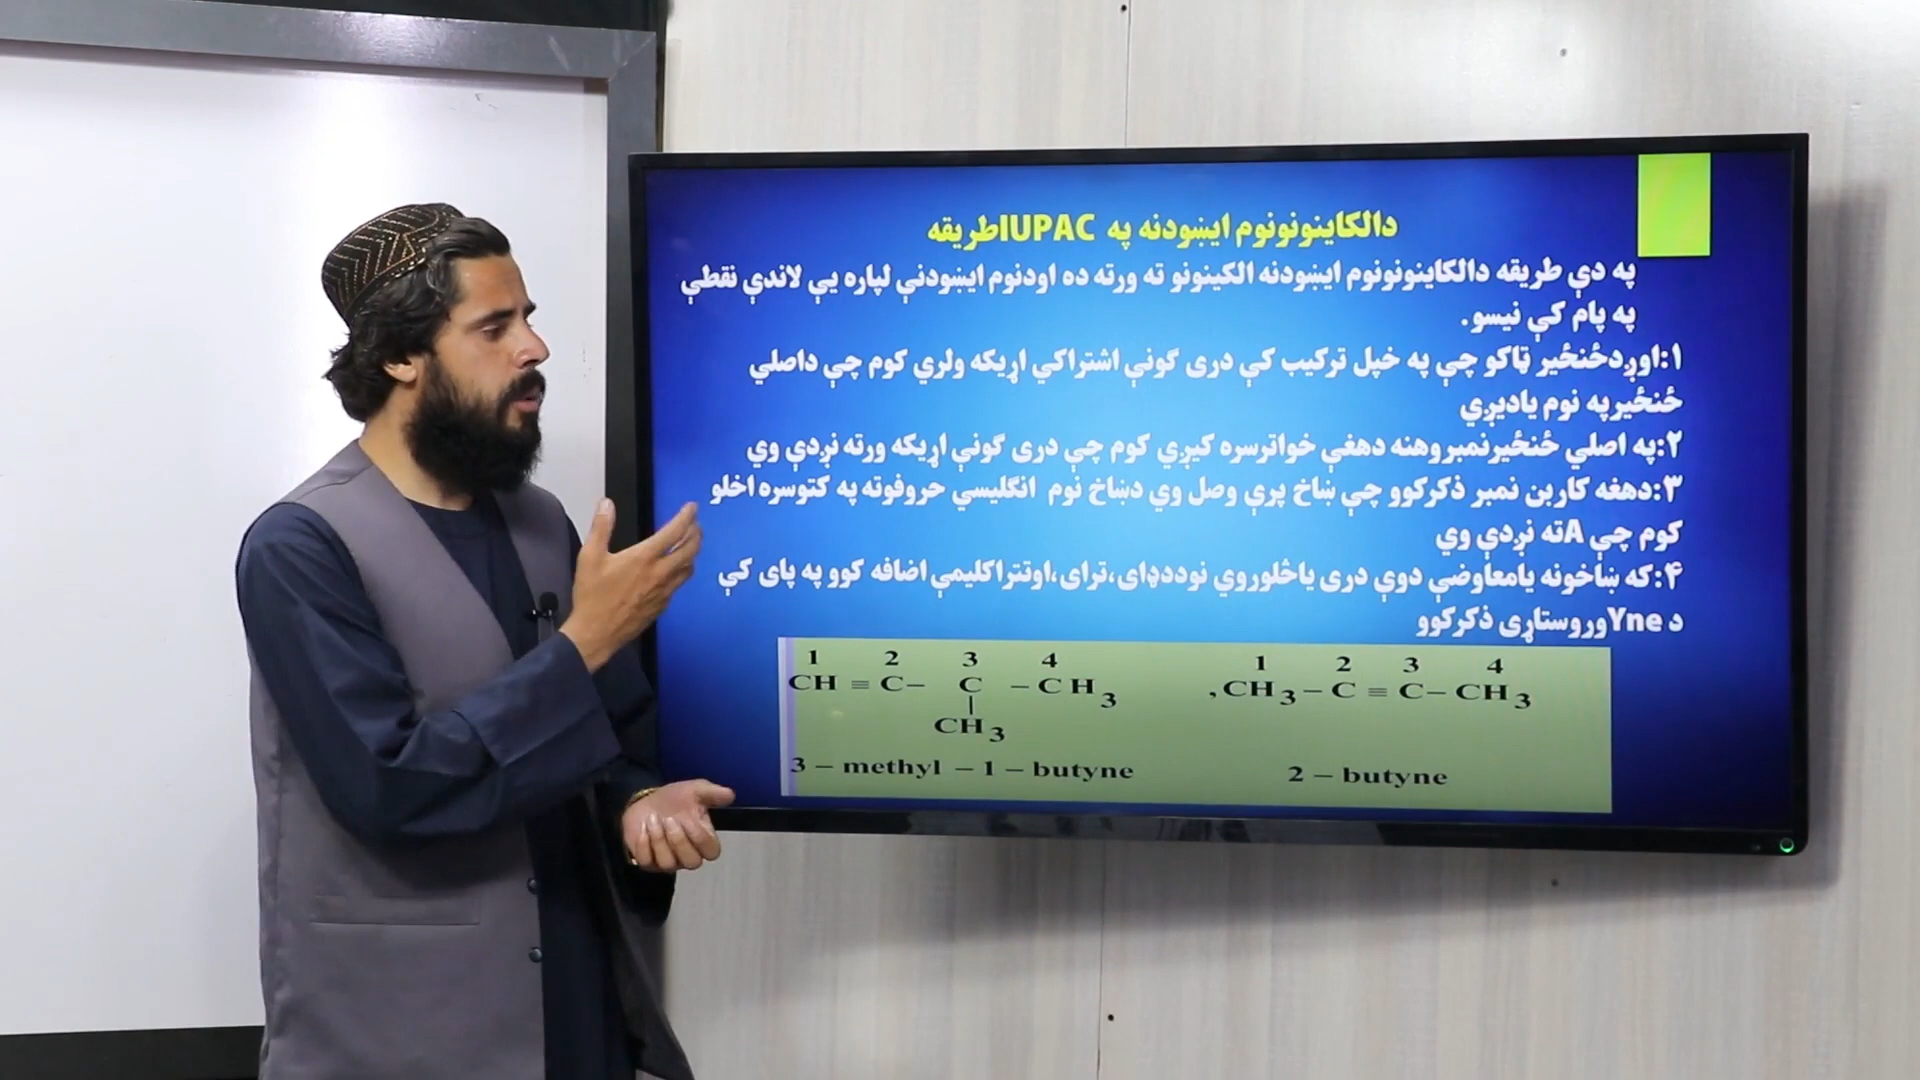 دالکاینونونوم ایښودنه په IUPACطریقه
په دې طریقه دالکاینونونوم ایښودنه الکینونو ته ورته ده اودنوم ایښودنې لپاره یې لاندې نقطې
په پام کې نیسو.
۱:اوږدځنځیر ټاکو چې په خپل ترکیب کې دری ګونې اشتراکي اړیکه ولري کوم چې داصلي
ځنځیرپه نوم یادیږي
۲:په اصلي ځنځیرنمبروهنه دهغې خواترسره کیږي کوم چې دری ګونې اړیکه ورته نږدې وي
۳:دهغه کاربن نمبر ذکرکوو چې ښاخ پرې وصل وي دښاخ نوم انګلیسي حروفوته په کتوسره اخلو
کوم چې Aته نږدې وي
۴:که ښاخونه یامعاوضې دوې دری یاڅلوروي نوددډای،ترای،اوتتراکلیمې اضافه کوو په پای کې
د Yneوروستاړی ذکرکوو
1 2 3 4
CH ≡ C – C – CH3
|
CH3
3 – methyl – 1 – butyne
1 2 3 4
, CH3 – C ≡ C – CH3
2 – butyne